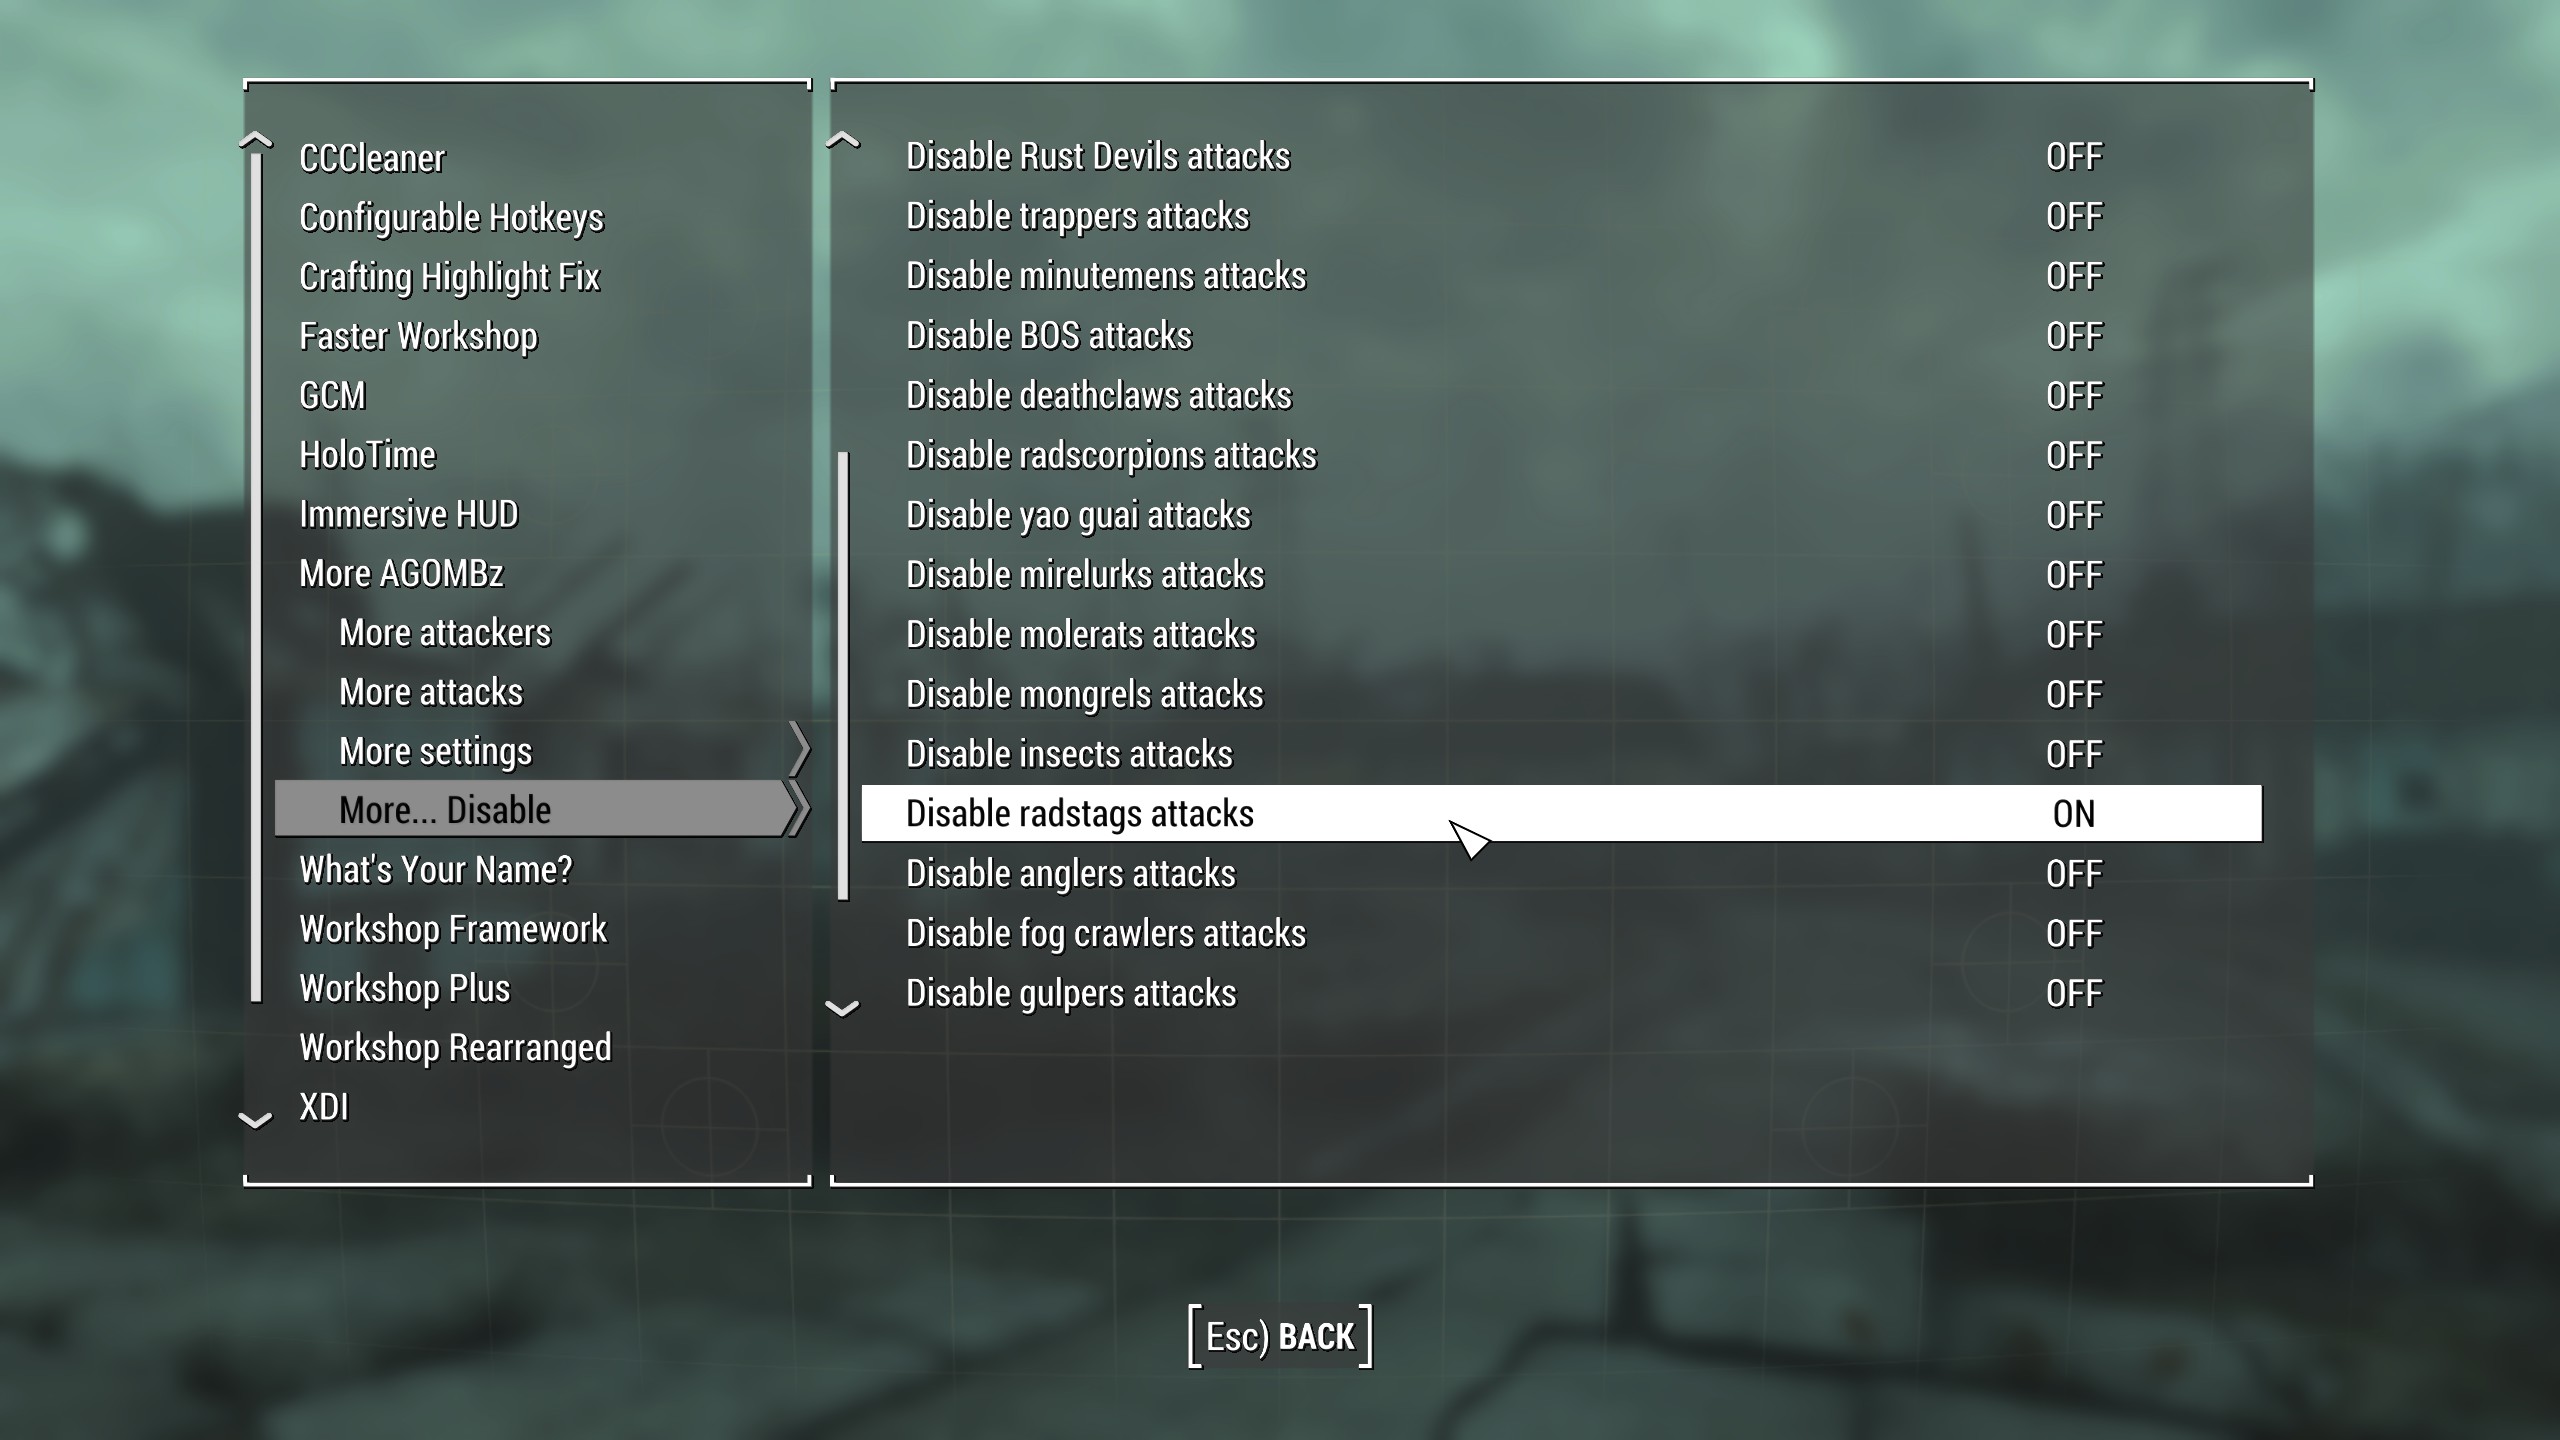 CCCleaner
Configurable Hotkeys
Crafting Highlight Fix
Faster Workshop
GCM
HoloTime
Immersive HUD
More AGOMBz
More attackers
More attacks
More settings
More... Disable
What's Your Name?
Workshop Framework
Workshop Plus
Workshop Rearranged
XDI
Disable Rust Devils attacks OFF
Disable trappers attacks OFF
Disable minutemens attacks OFF
Disable BOS attacks OFF
Disable deathclaws attacks OFF
Disable radscorpions attacks OFF
Disable yao guai attacks OFF
Disable mirelurks attacks OFF
Disable molerats attacks OFF
Disable mongrels attacks OFF
Disable insects attacks OFF
Disable radstags attacks ON
Disable anglers attacks OFF
Disable fog crawlers attacks OFF
Disable gulpers attacks OFF
Esc) BACK